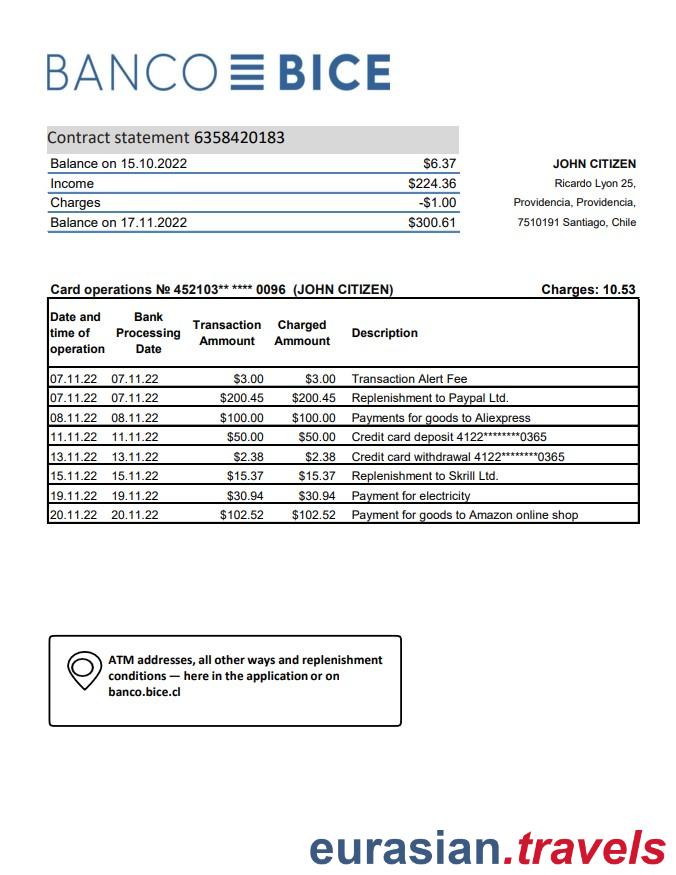 BANCO BICE
Contract statement 6358420183
Balance on 15.10.2022 $6.37
Income $224.36
Charges -$1.00
Balance on 17.11.2022 $300.61
JOHN CITIZEN
Ricardo Lyon 25,
Providencia, Providencia,
7510191 Santiago, Chile
Card operations № 452103** **** 0096 (JOHN CITIZEN) Charges: 10.53
Date and time of operation Bank Processing Date Transaction Ammount Charged Amount Description
07.11.22 07.11.22 $3.00 $3.00 Transaction Alert Fee
07.11.22 07.11.22 $200.45 $200.45 Replenishment to Paypal Ltd.
08.11.22 08.11.22 $100.00 $100.00 Payments for goods to Aliexpress
11.11.22 11.11.22 $50.00 $50.00 Credit card deposit 4122********0365
13.11.22 13.11.22 $2.38 $2.38 Credit card withdrawal 4122********0365
15.11.22 15.11.22 $15.37 $15.37 Replenishment to Skrill Ltd.
19.11.22 19.11.22 $30.94 $30.94 Payment for electricity
20.11.22 20.11.22 $102.52 $102.52 Payment for goods to Amazon online shop
ATM addresses, all other ways and replenishment
conditions — here in the application or on
banco.bice.cl
eurasian.travels